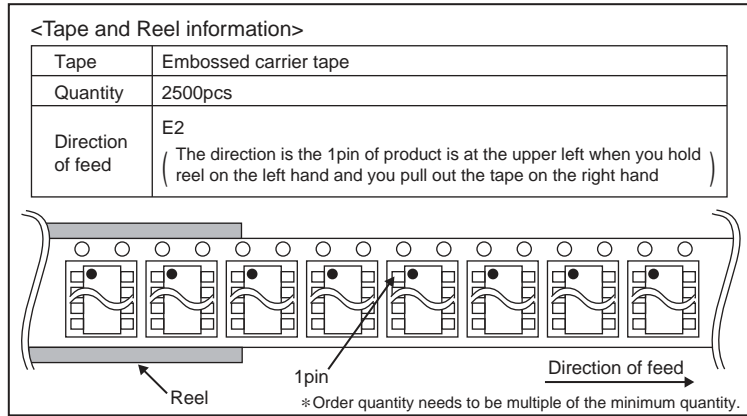 <Tape and Reel information>
Tape Embossed carrier tape
Quantity 2500pcs
Direction of feed E2
( The direction is the 1pin of product is at the upper left when you hold
reel on the left hand and you pull out the tape on the right hand )
1pin
Direction of feed
Reel
*Order quantity needs to be multiple of the minimum quantity.